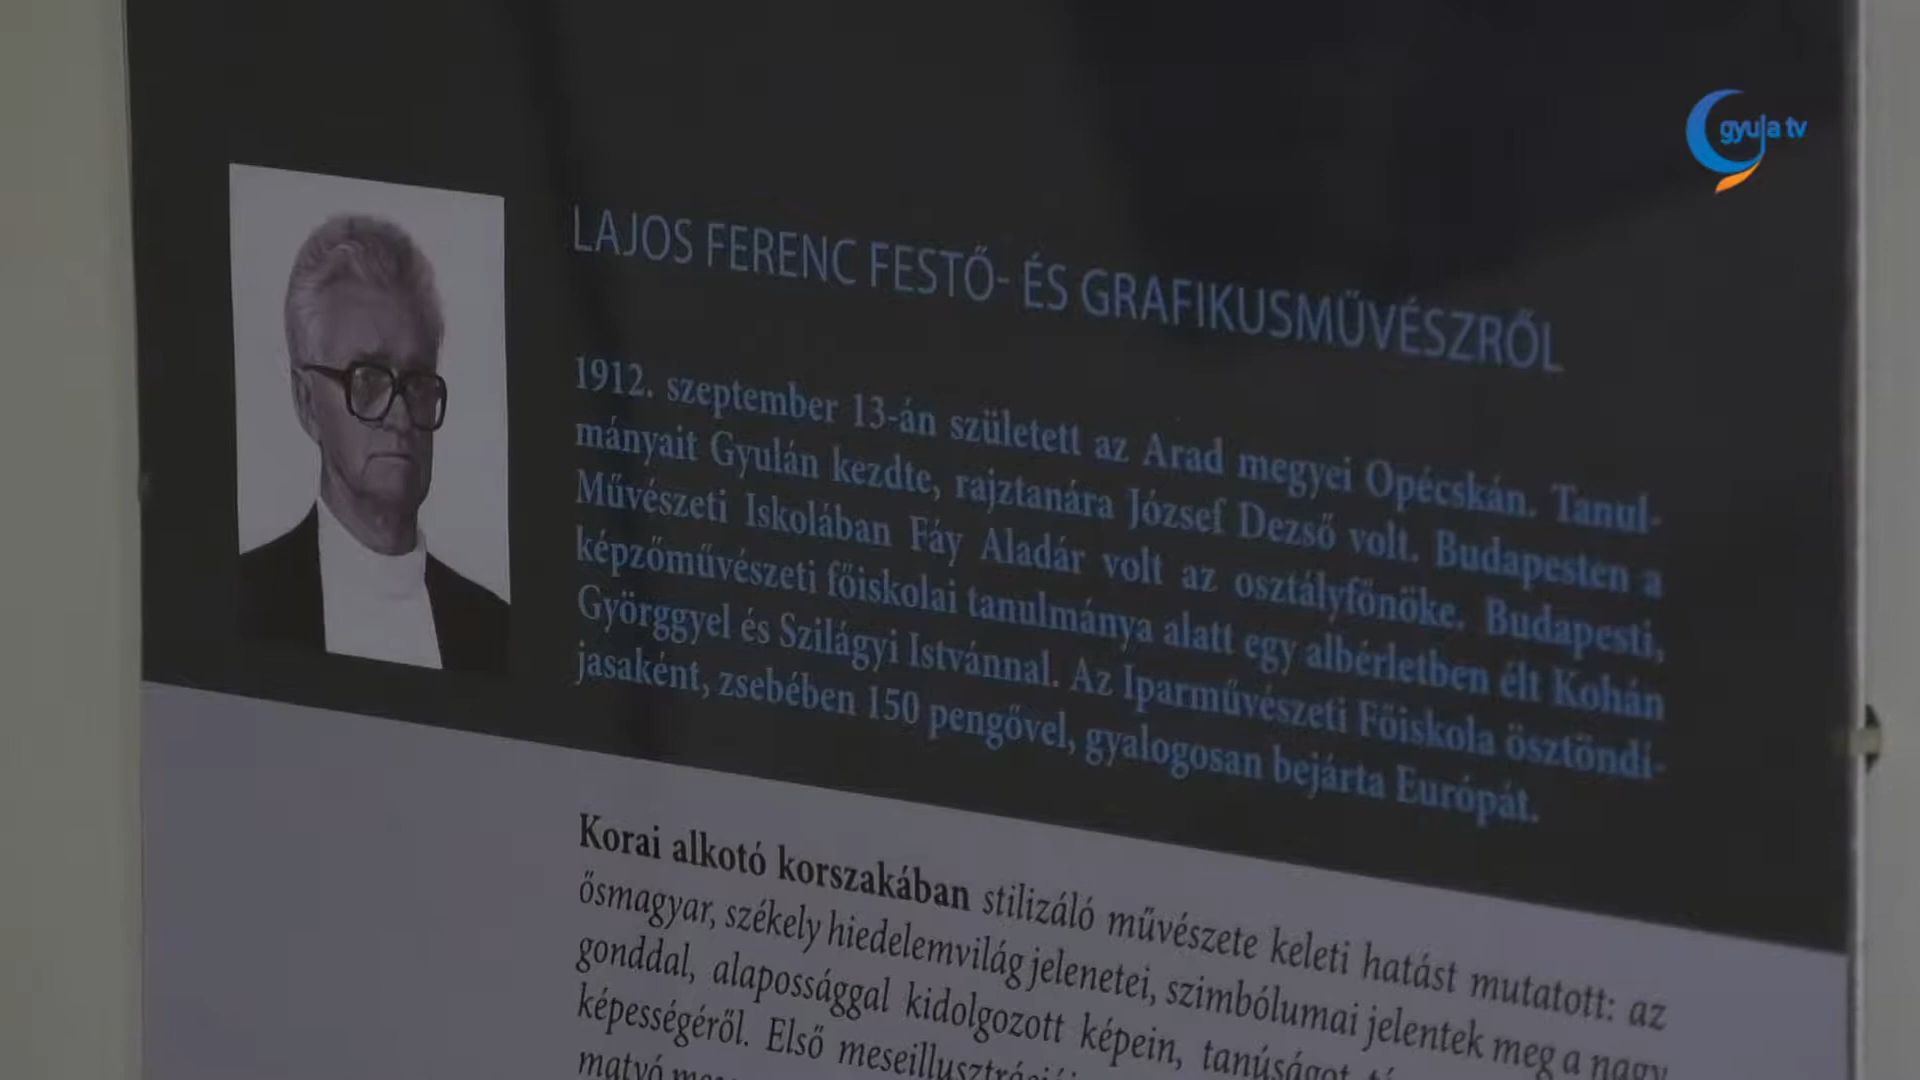 gyula tv
LAJOS FERENC FESTŐ- ÉS GRAFIKUSMŰVÉSZRŐL
1912. szeptember 13-án született az Arad megyei Opécskán. Tanul-
mányait Gyulán kezdte, rajztanára József Dezső volt. Budapesten a
Művészeti Iskolában Fáy Aladár volt az osztályfőnöke. Budapesti,
képzőművészeti főiskolai tanulmánya alatt egy albérletben élt Kohán
Györggyel és Szilágyi Istvánnal. Az Iparművészeti Főiskola ösztöndí-
jasaként, zsebében 150 pengővel, gyalogosan bejárta Európát.
Korai alkotó korszakában stilizáló művészete keleti hatást mutatott: az
ősmagyar, székely hiedelemvilág jelenetei, szimbólumai jelentek meg a nagy
gonddal, alapossággal kidolgozott képein, tanúságot
képességéről. Első